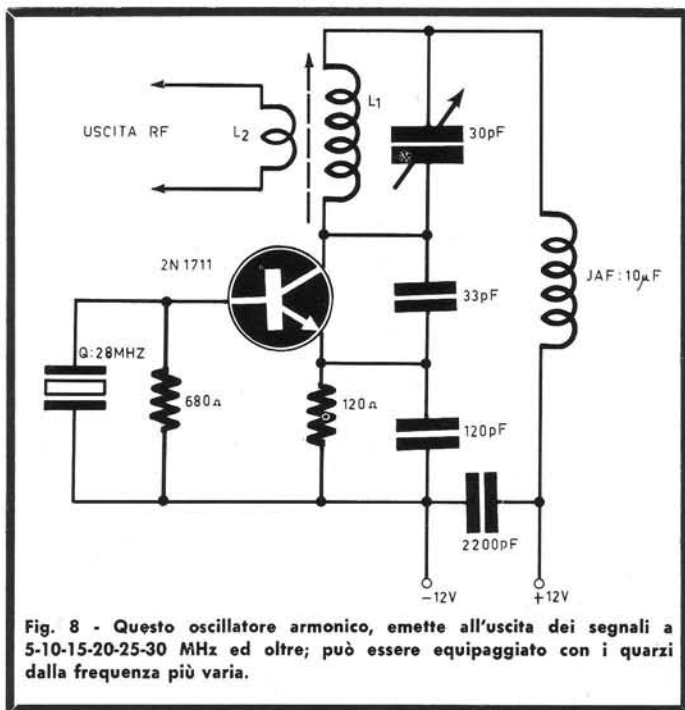 L1
30pF
USCITA RF
L2
2N 1711
JAF: 10µF
33pF
Q: 28MHZ
680Ω
120Ω
120pF
2200pF
-12V
+12V
Fig. 8 - Questo oscillatore armonico, emette all'uscita dei segnali a
5-10-15-20-25-30 MHz ed oltre; può essere equipaggiato con i quarzi
dalla frequenza più varia.